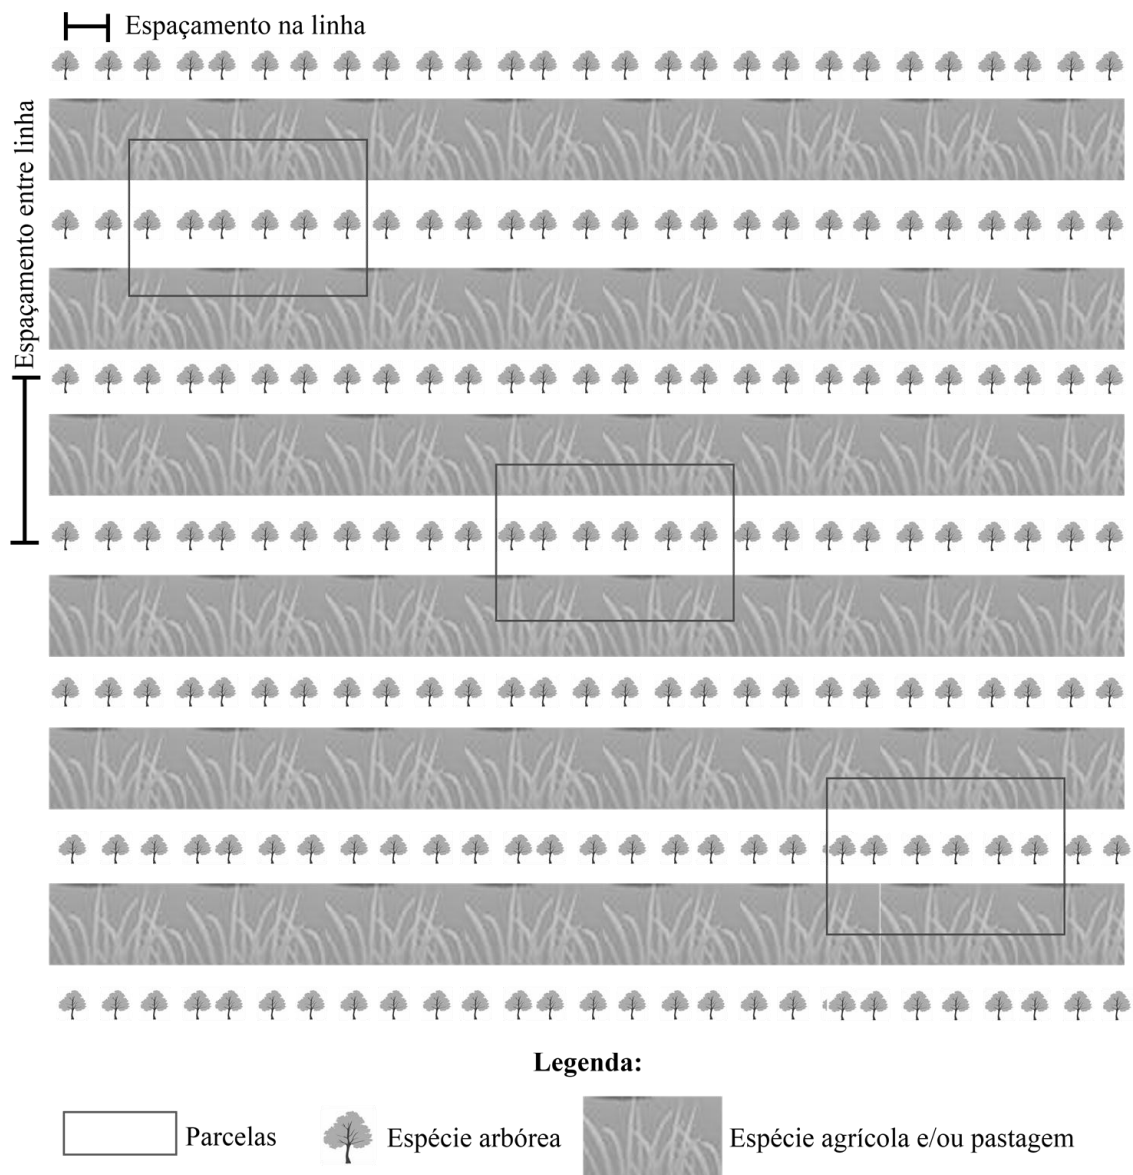 Espaçamento na linha
Espaçamento entre linha
Legenda:
Parcelas
Espécie arbórea
Espécie agrícola e/ou pastagem